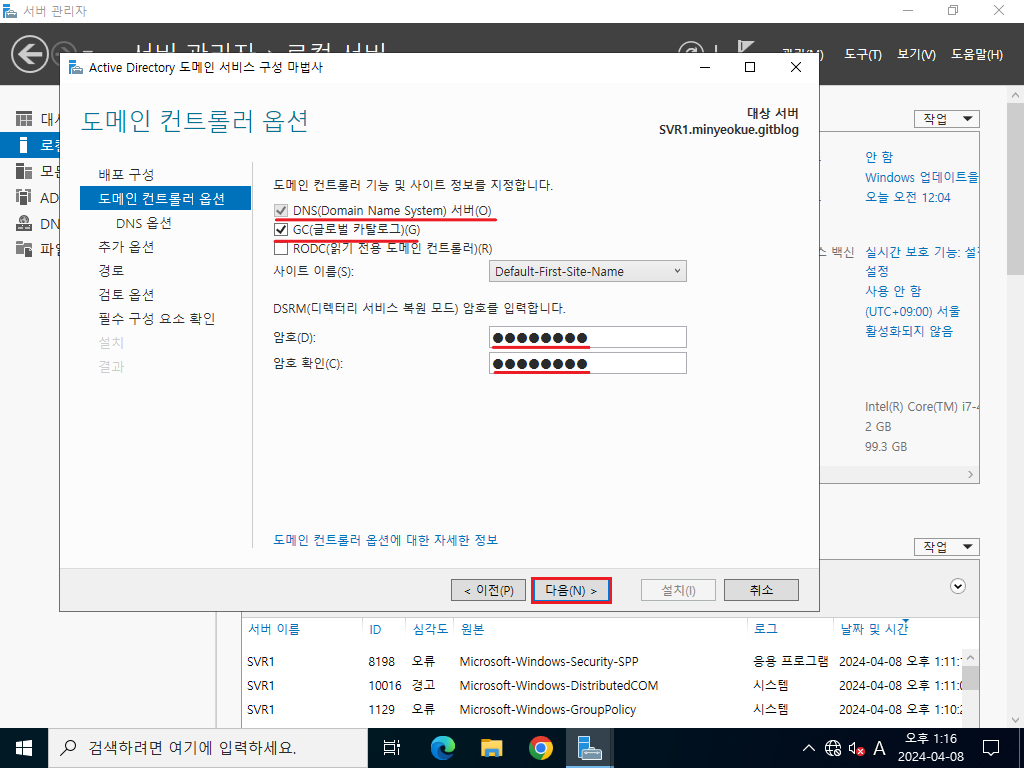 서버 관리자
서버 관리자 · 로컬 서버
도구(T) 보기(V) 도움말(H)
Active Directory 도메인 서비스 구성 마법사
도메인 컨트롤러 옵션
대상 서버
SVR1.minyeokue.gitblog
배포 구성
도메인 컨트롤러 옵션
DNS 옵션
추가 옵션
경로
검토 옵션
필수 구성 요소 확인
설치
결과
도메인 컨트롤러 기능 및 사이트 정보를 지정합니다.
DNS(Domain Name System) 서버(O)
GC(글로벌 카탈로그)(G)
RODC(읽기 전용 도메인 컨트롤러)(R)
사이트 이름(S):
Default-First-Site-Name
DSRM(디렉터리 서비스 복원 모드) 암호를 입력합니다.
암호(D):
●●●●●●●●
암호 확인(C):
●●●●●●●●
도메인 컨트롤러 옵션에 대한 자세한 정보
< 이전(P)
다음(N) >
설치(I)
취소
AD
DN
작업
안 함
Windows 업데이트을
오늘 오전 12:04
스 백신
실시간 보호 기능:
설정
사용 안 함
(UTC+09:00) 서울
활성화되지 않음
Intel(R) Core(TM) i7-4
2 GB
99.3 GB
작업
서버 이름 ID 심각도 원본 로그 날짜 및 시간
SVR1 8198 오류 Microsoft-Windows-Security-SPP 응용 프로그램 2024-04-08 오후 1:11:
SVR1 10016 경고 Microsoft-Windows-DistributedCOM 시스템 2024-04-08 오후 1:11:
SVR1 1129 오류 Microsoft-Windows-GroupPolicy 시스템 2024-04-08 오후 1:10:
검색하려면 여기에 입력하세요.
A
오후 1:16
2024-04-08